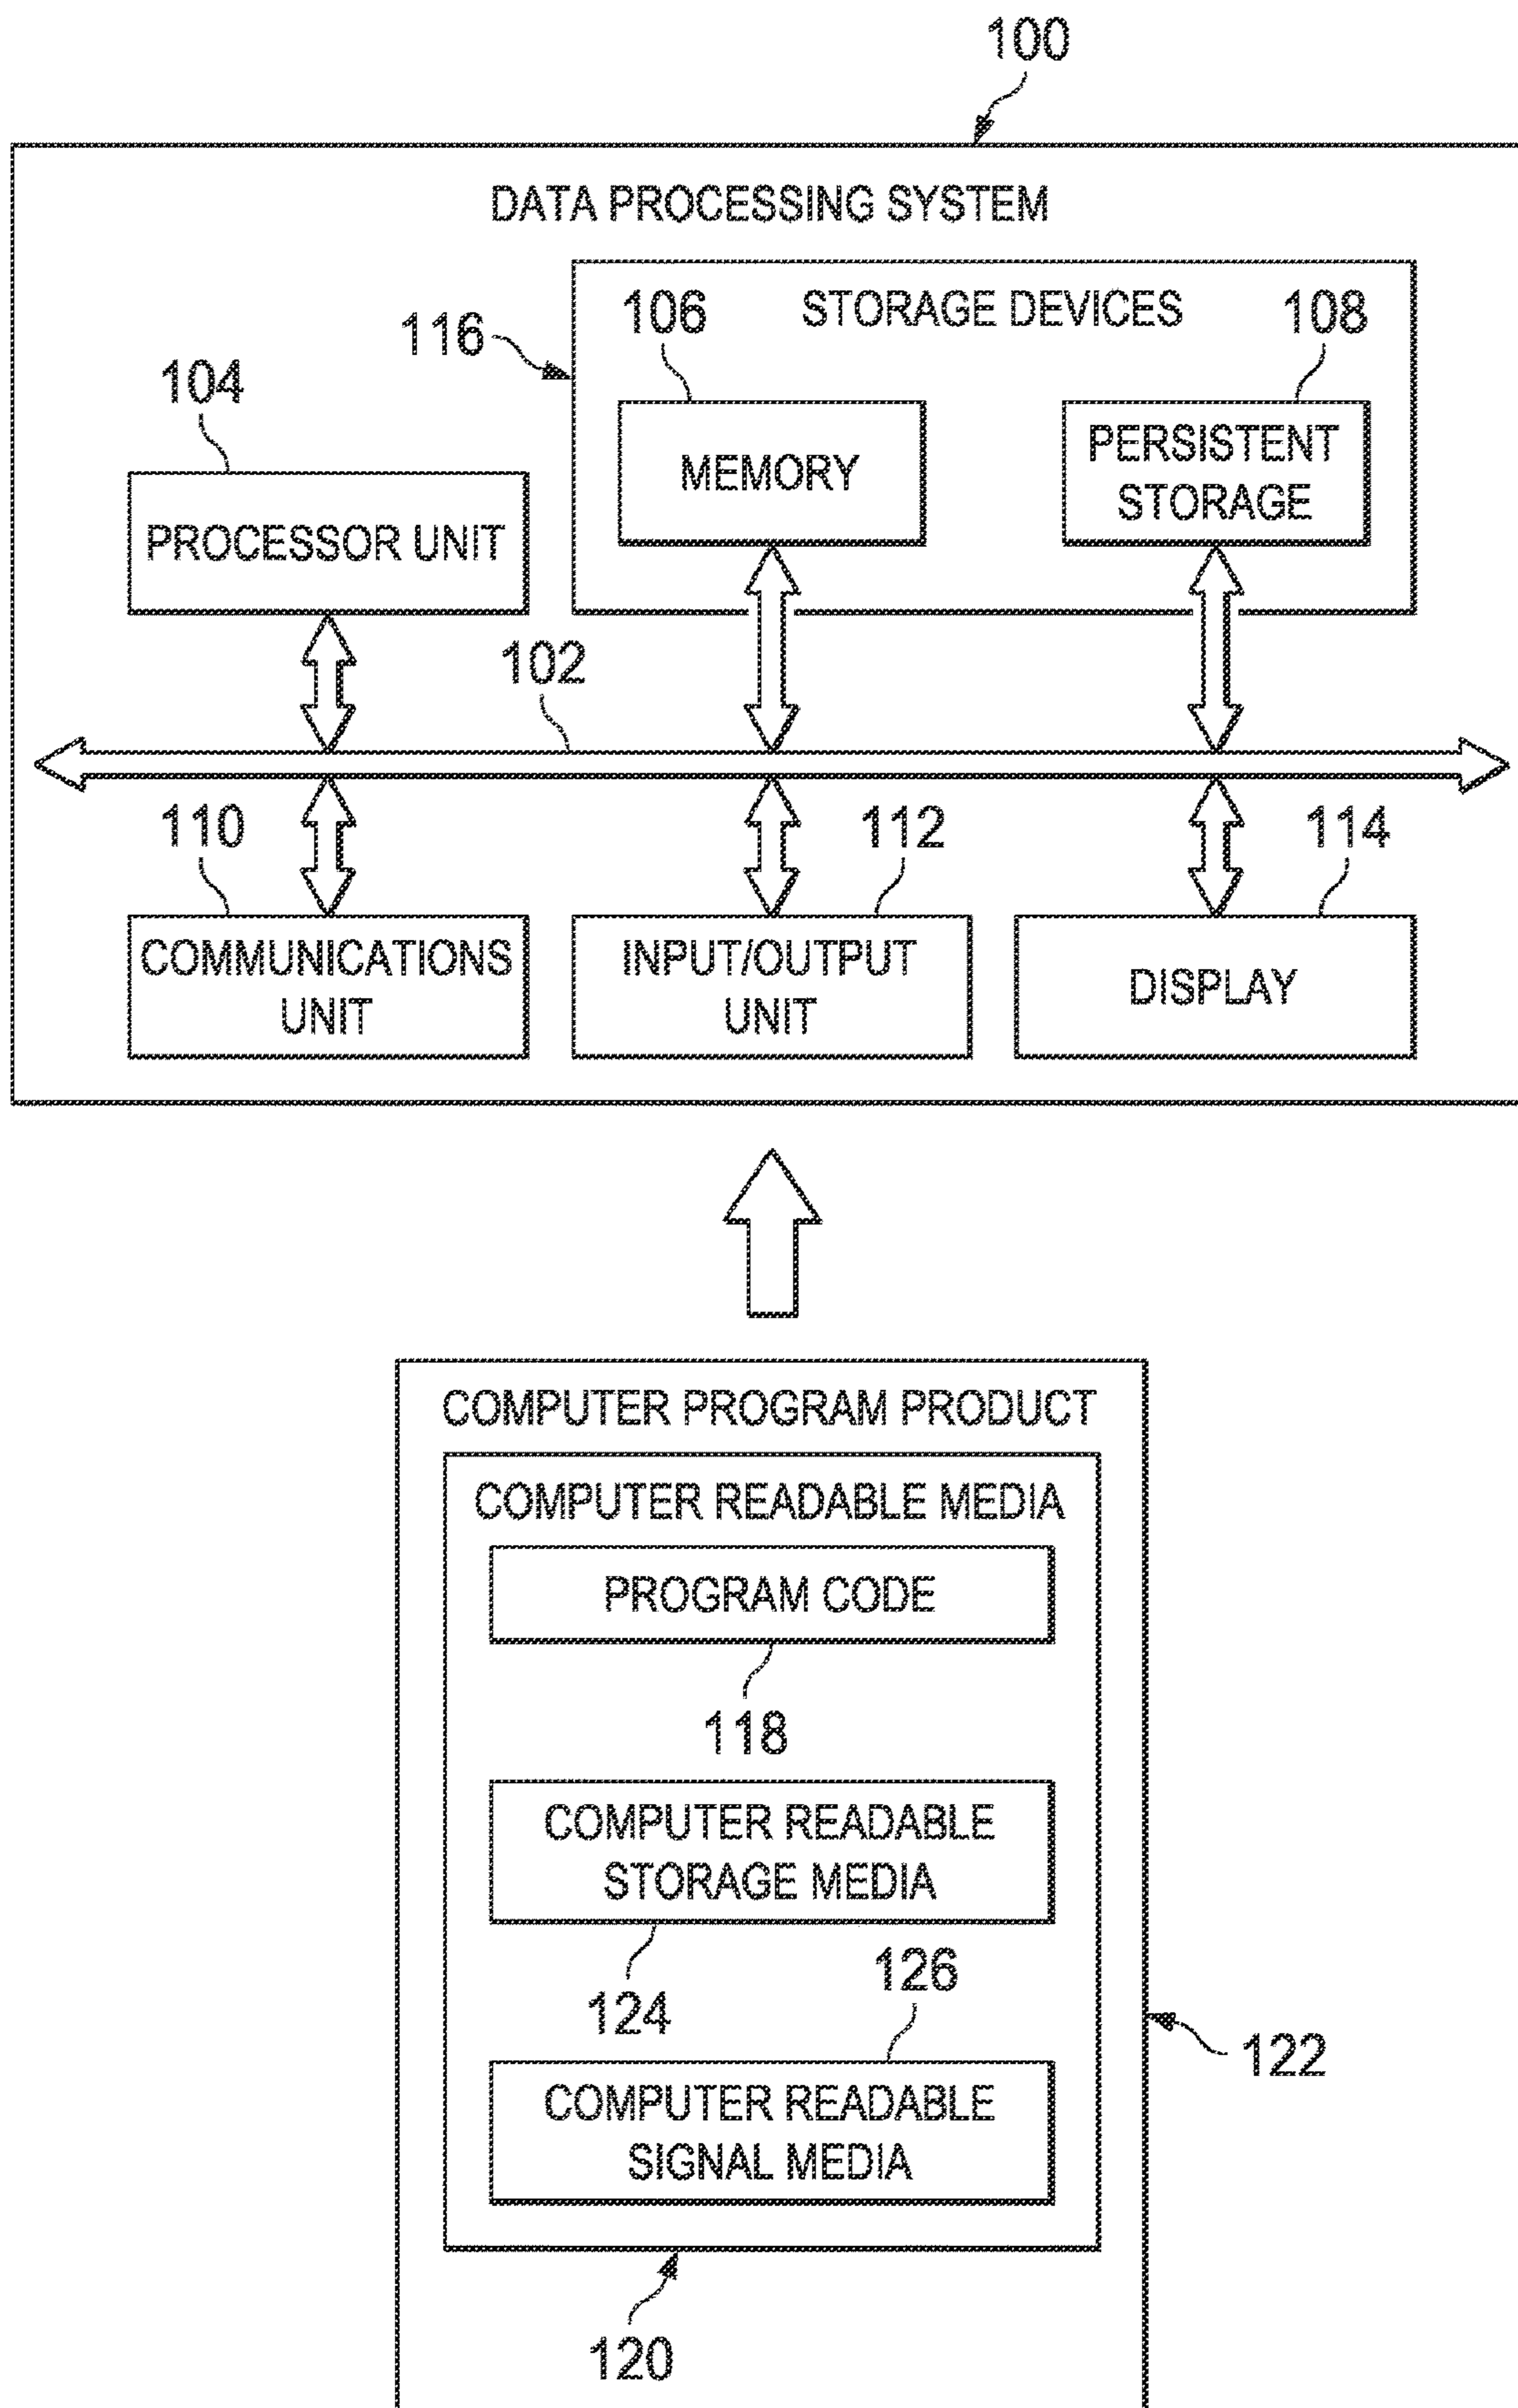 100
DATA PROCESSING SYSTEM
116
106
STORAGE DEVICES
108
104
MEMORY
PERSISTENT
STORAGE
PROCESSOR UNIT
102
110
112
114
COMMUNICATIONS
UNIT
INPUT/OUTPUT
UNIT
DISPLAY
COMPUTER PROGRAM PRODUCT
COMPUTER READABLE MEDIA
PROGRAM CODE
118
COMPUTER READABLE
STORAGE MEDIA
124
126
122
COMPUTER READABLE
SIGNAL MEDIA
120